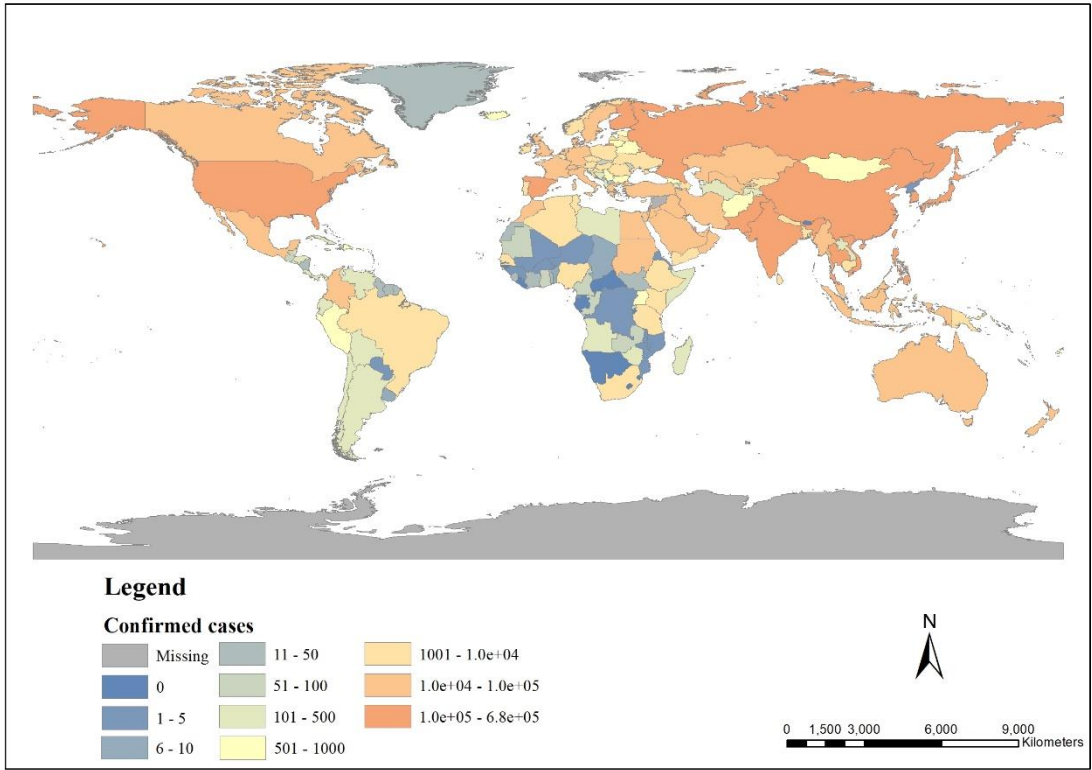 Legend
Confirmed cases
Missing
0
1 - 5
6 - 10
11 - 50
51 - 100
101 - 500
501 - 1000
1001 - 1.0e+04
1.0e+04 - 1.0e+05
1.0e+05 - 6.8e+05
N
0 1,500 3,000 6,000 9,000
Kilometers